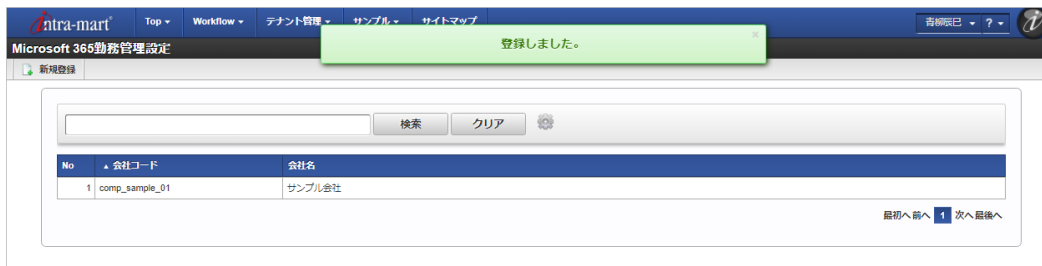 intra-mart Top Workflow テナント管理 サンプル サイトマップ 青柳辰巳 ?
登録しました。 ×
Microsoft 365勤務管理設定
新規登録
検索 クリア
No 会社コード 会社名
1 comp_sample_01 サンプル会社
最初へ 前へ 1 次へ 最後へ